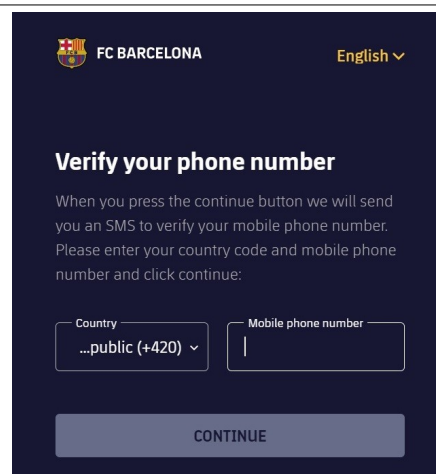 FC BARCELONA
English
Verify your phone number
When you press the continue button we will send
you an SMS to verify your mobile phone number.
Please enter your country code and mobile phone
number and click continue:
Country
Mobile phone number
...public (+420)
CONTINUE